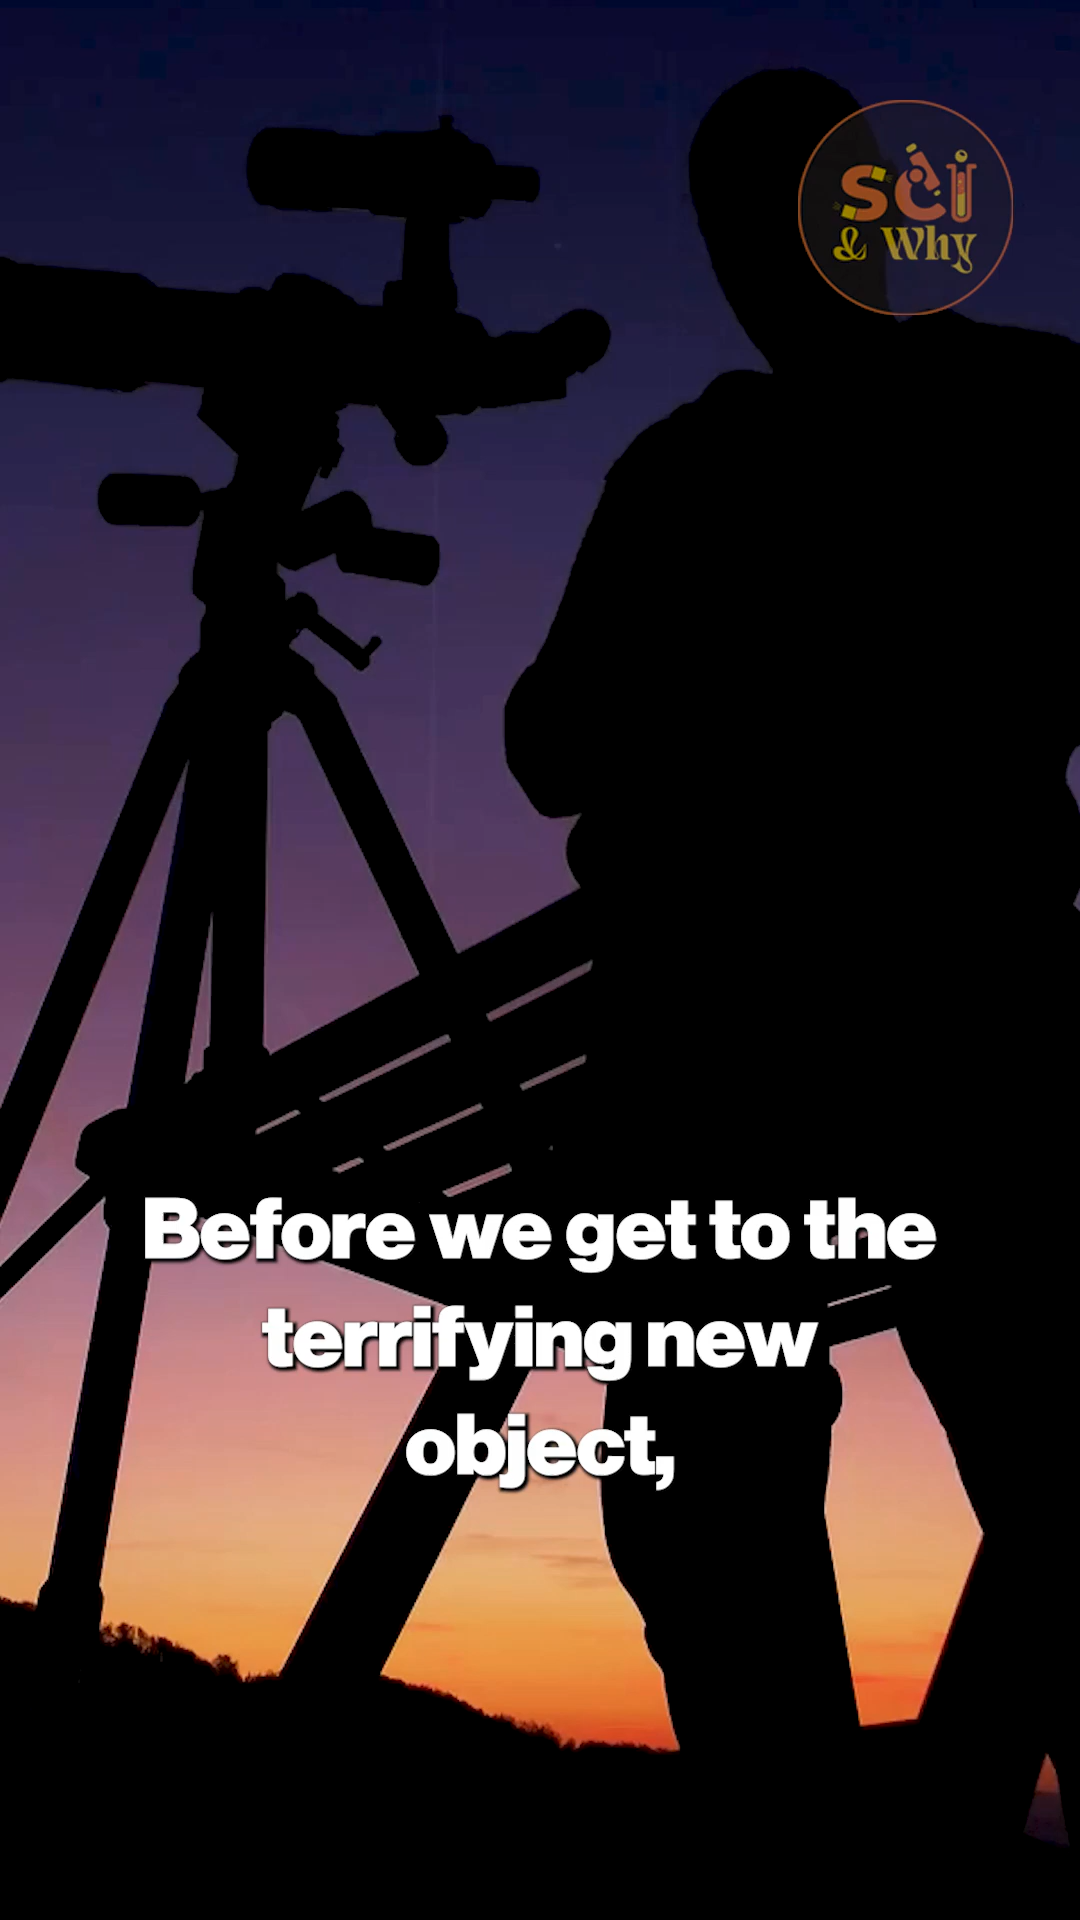 sci
& Why
Before we get to the
terrifying new
object,